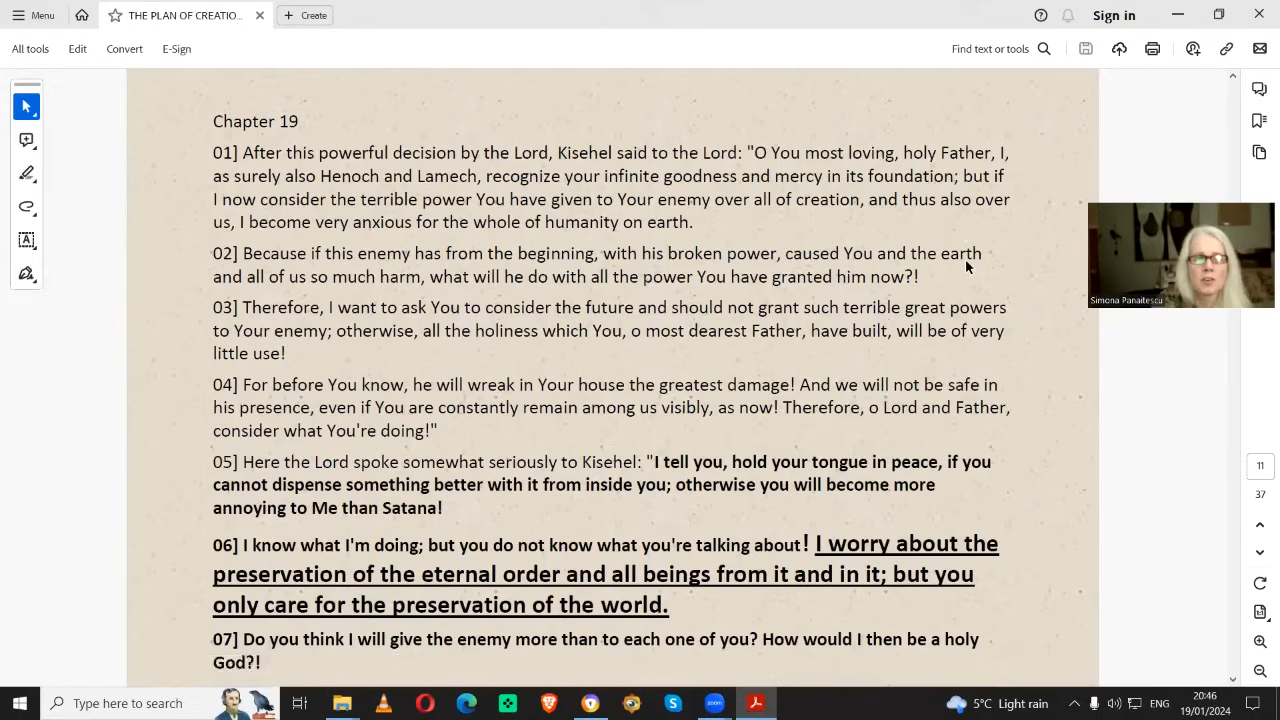 Menu
THE PLAN OF CREATIO...
Create
Sign in
All tools
Edit
Convert
E-Sign
Find text or tools
Chapter 19
01] After this powerful decision by the Lord, Kisehel said to the Lord: "O You most loving, holy Father, I,
as surely also Henoch and Lamech, recognize your infinite goodness and mercy in its foundation; but if
I now consider the terrible power You have given to Your enemy over all of creation, and thus also over
us, I become very anxious for the whole of humanity on earth.
02] Because if this enemy has from the beginning, with his broken power, caused You and the earth
and all of us so much harm, what will he do with all the power You have granted him now?!
03] Therefore, I want to ask You to consider the future and should not grant such terrible great powers
to Your enemy; otherwise, all the holiness which You, o most dearest Father, have built, will be of very
little use!
04] For before You know, he will wreak in Your house the greatest damage! And we will not be safe in
his presence, even if You are constantly remain among us visibly, as now! Therefore, o Lord and Father,
consider what You're doing!"
05] Here the Lord spoke somewhat seriously to Kisehel: "I tell you, hold your tongue in peace, if you
cannot dispense something better with it from inside you; otherwise you will become more
annoying to Me than Satana!
06] I know what I'm doing; but you do not know what you're talking about! I worry about the
preservation of the eternal order and all beings from it and in it; but you
only care for the preservation of the world.
07] Do you think I will give the enemy more than to each one of you? How would I then be a holy
God?!
Simona Panaitescu
11
37
Type here to search
zoom
5°C Light rain
ENG
20:46
19/01/2024